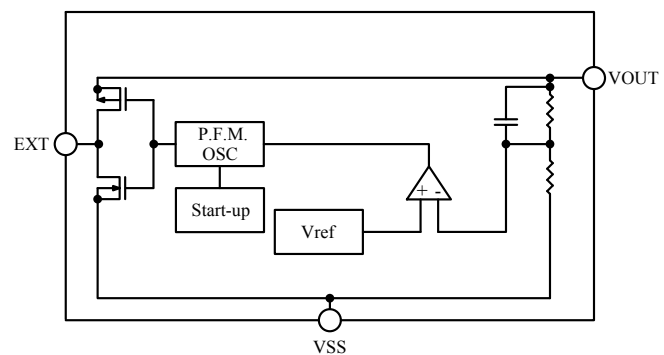 VOUT
EXT
P.F.M.
OSC
Start-up
Vref
+ -
VSS